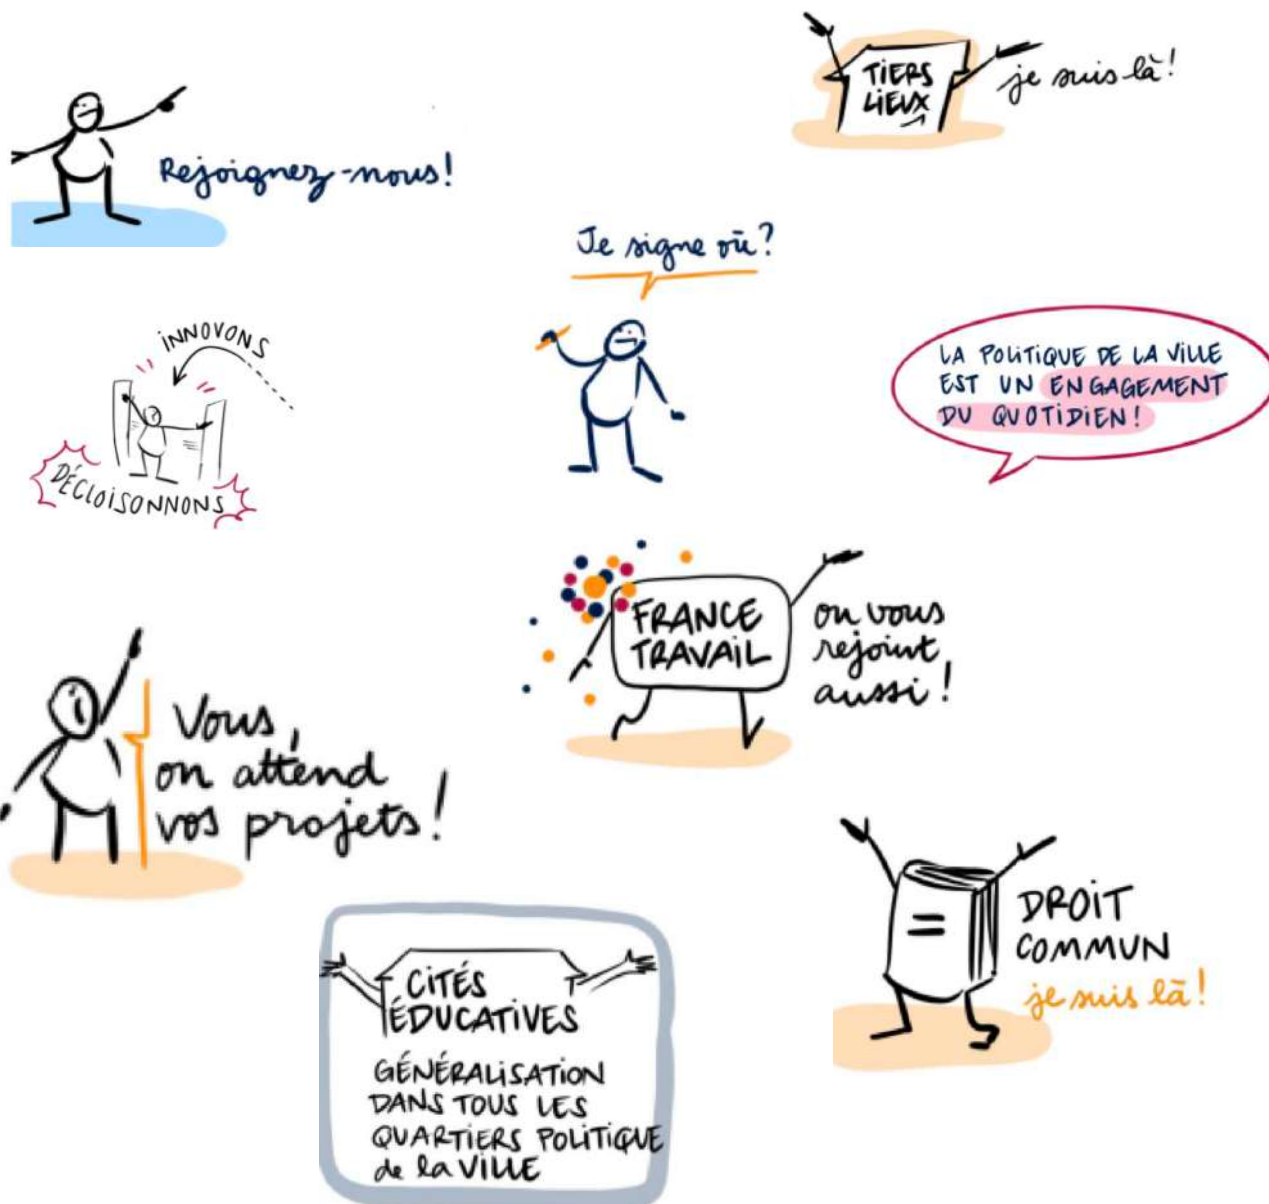 TIERS
LIEUX
je suis là !
Rejoignez-nous !
Je signe où ?
INNOVONS
DÉCLOISONNONS
LA POLITIQUE DE LA VILLE
EST UN ENGAGEMENT
DU QUOTIDIEN !
FRANCE
TRAVAIL
on vous
rejoint
aussi !
Vous,
on attend
vos projets !
DROIT
COMMUN
je suis là !
CITÉS
ÉDUCATIVES
GÉNÉRALISATION
DANS TOUS LES
QUARTIERS POLITIQUE
de la VILLE